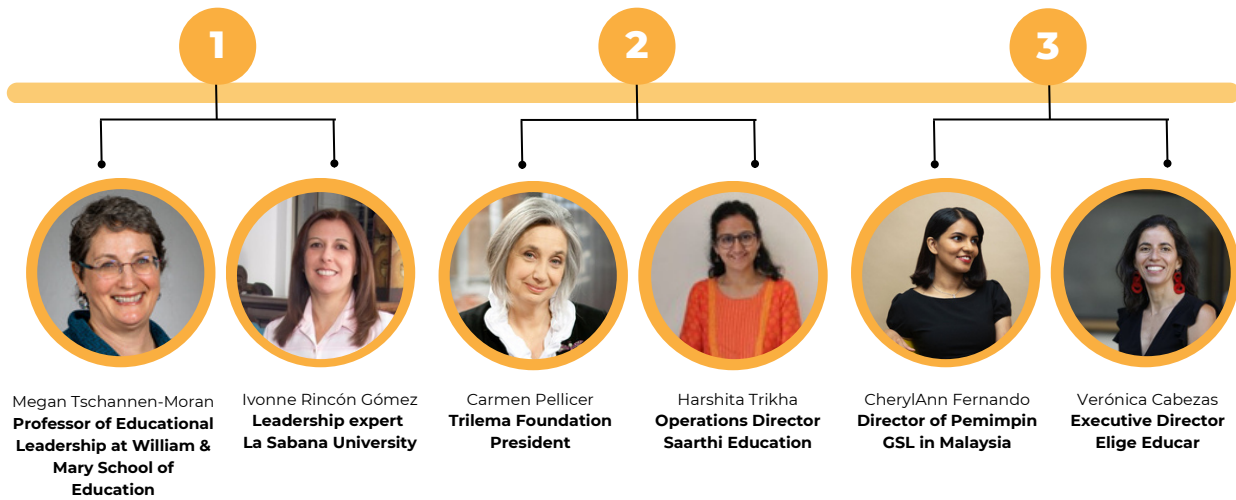 1
2
3
Megan Tschannen-Moran
Professor of Educational
Leadership at William &
Mary School of
Education
Ivonne Rincón Gómez
Leadership expert
La Sabana University
Carmen Pellicer
Trilema Foundation
President
Harshita Trikha
Operations Director
Saarthi Education
CherylAnn Fernando
Director of Pemimpin
GSL in Malaysia
Verónica Cabezas
Executive Director
Elige Educar